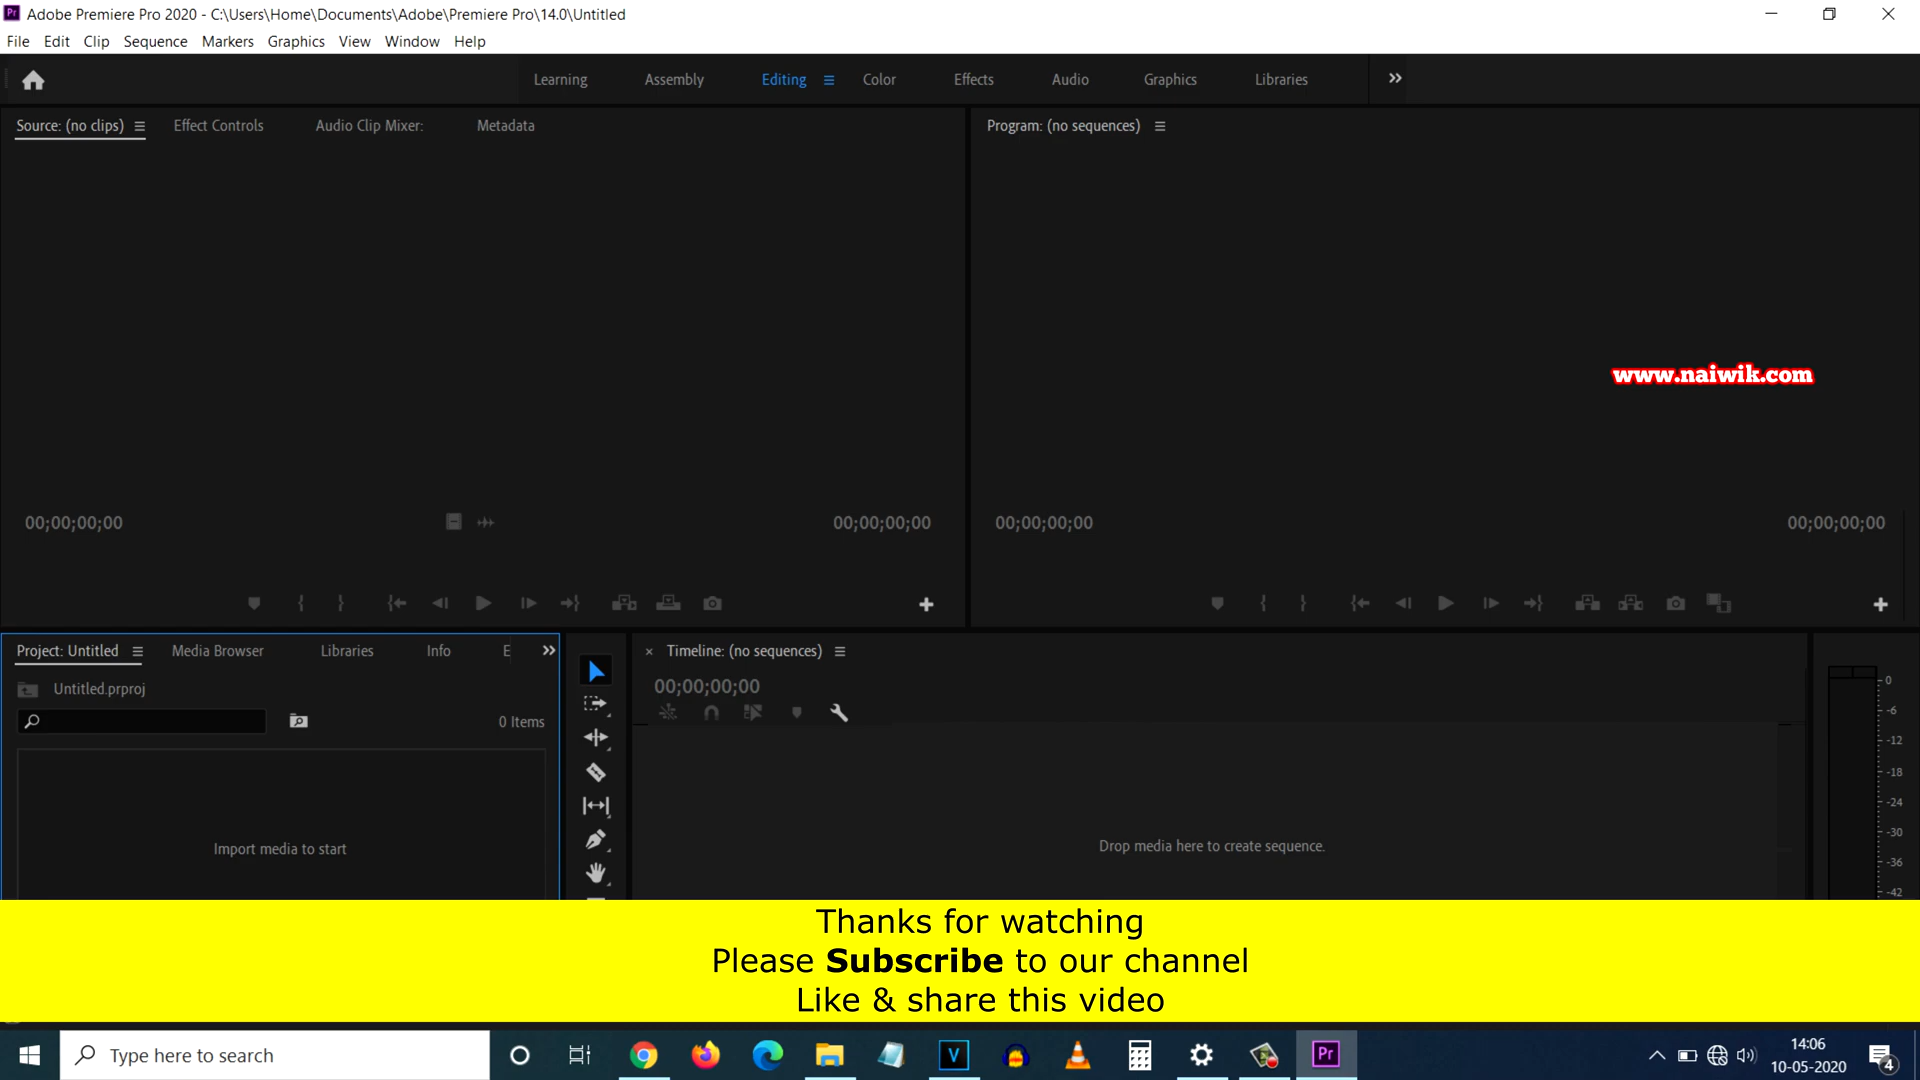 Adobe Premiere Pro 2020 - C:\Users\Home\Documents\Adobe\Premiere Pro\14.0\Untitled
File Edit Clip Sequence Markers Graphics View Window Help
Learning Assembly Editing Color Effects Audio Graphics Libraries
Source: (no clips) Effect Controls Audio Clip Mixer: Metadata
Program: (no sequences)
www.naiwik.com
00;00;00;00 00;00;00;00
00;00;00;00 00;00;00;00
Project: Untitled Media Browser Libraries Info E
Untitled.prproj
0 Items
Import media to start
Timeline: (no sequences)
00;00;00;00
Drop media here to create sequence.
0
-6
-12
-18
-24
-30
-36
-42
Thanks for watching
Please Subscribe to our channel
Like & share this video
Type here to search
V
Pr
14:06
10-05-2020
4